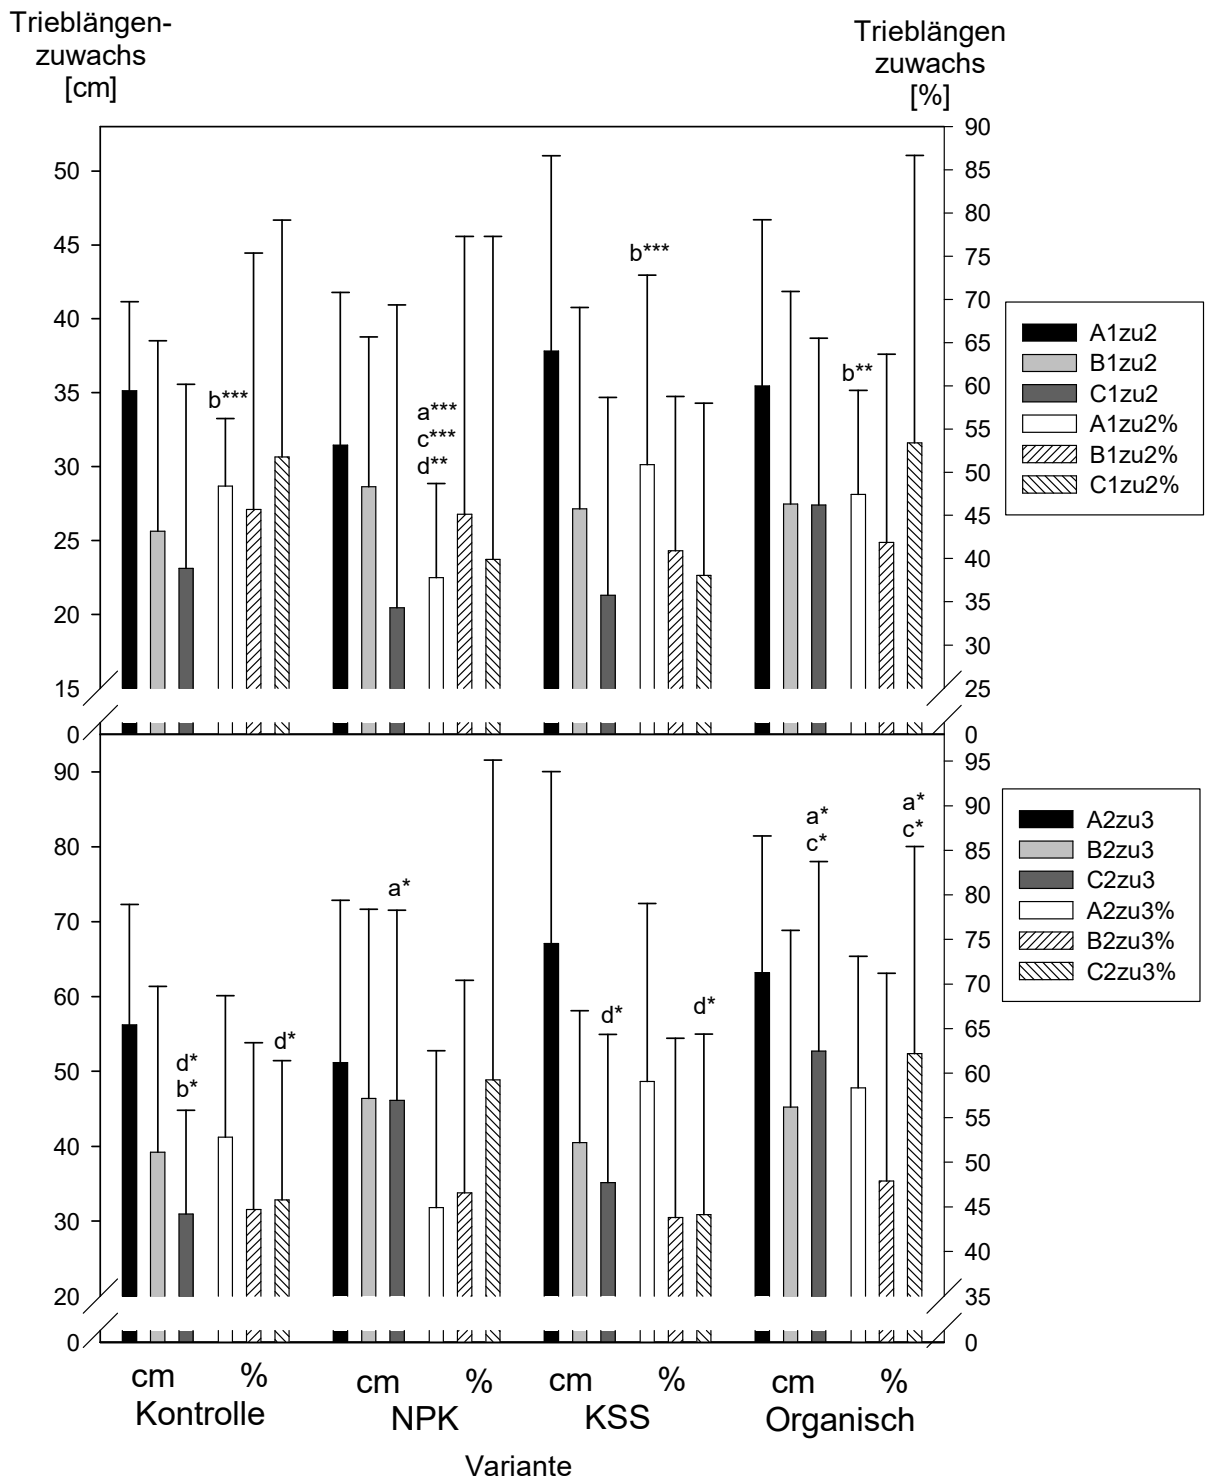 Trieblängen-
zuwachs
[cm]
Trieblängen
zuwachs
[%]
50
45
40
35
30
25
20
15
0
90
85
80
75
70
65
60
55
50
45
40
35
30
25
0
b***
a***
c***
d**
b***
b**
A1zu2
B1zu2
C1zu2
A1zu2%
B1zu2%
C1zu2%
90
80
70
60
50
40
30
20
0
95
90
85
80
75
70
65
60
55
50
45
40
35
0
d*
b*
d*
a*
d*
d*
a*
c*
a*
c*
A2zu3
B2zu3
C2zu3
A2zu3%
B2zu3%
C2zu3%
cm % cm % cm % cm %
Kontrolle NPK KSS Organisch
Variante